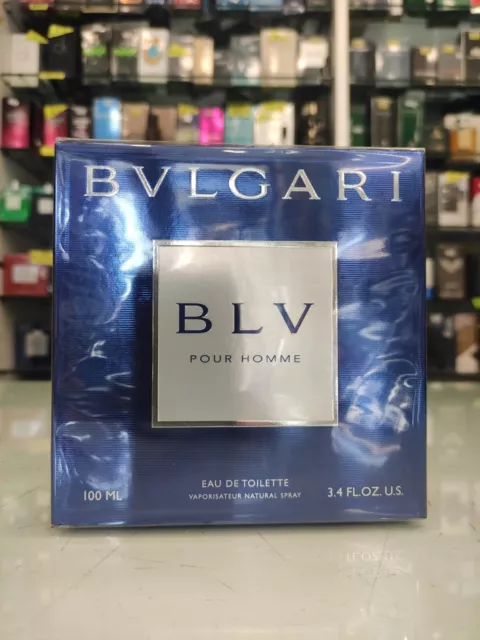 BVLGARI
BLV
POUR HOMME
EAU DE TOILETTE
100 ML
VAPORISATEUR NATURAL SPRAY
3.4 FL.OZ. U.S.